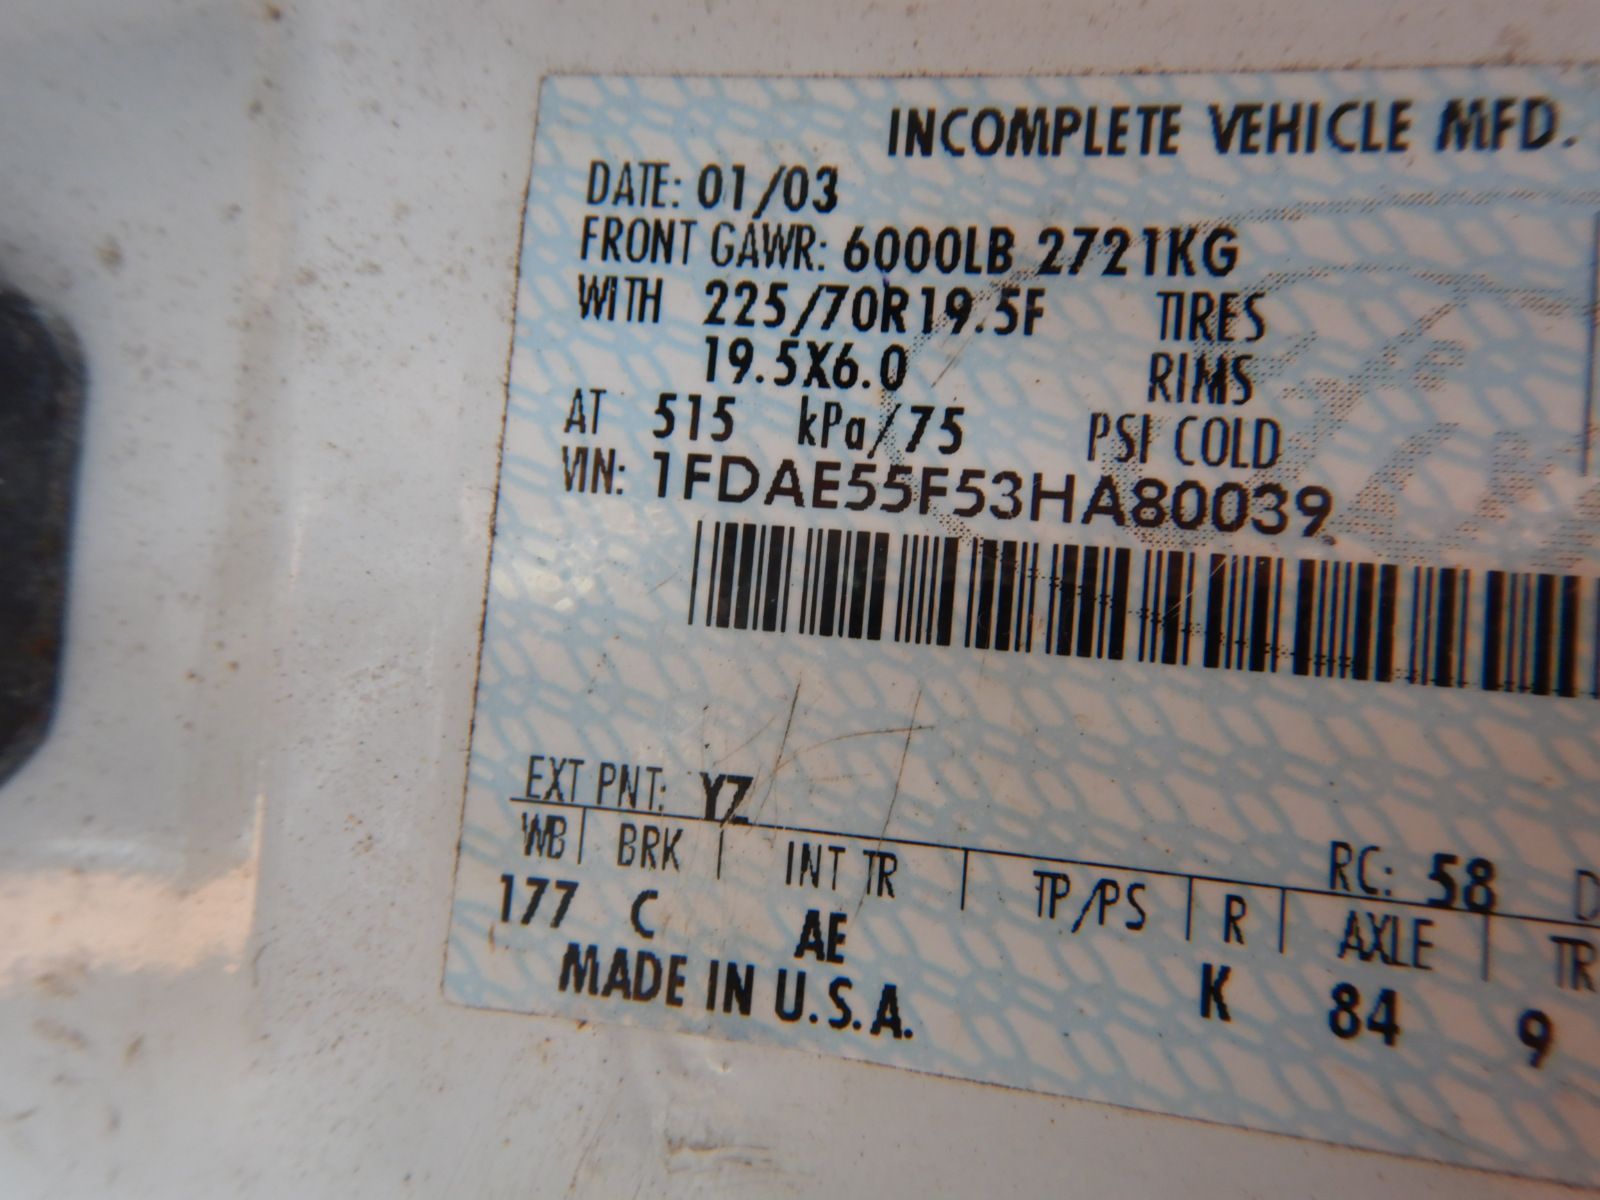 INCOMPLETE VEHICLE MFD.
DATE: 01/03
FRONT GAWR: 6000LB 2721KG
WITH 225/70R19.5F TIRES
19.5X6.0 RIMS
AT 515 kPa/75 PSI COLD
VIN: 1FDAE55F53HA80039
EXT PNT: YZ
RC: 58 D
WB | BRK | INT TR | TP/PS | R | AXLE | TR
177 C AE K 84 9
MADE IN U.S.A.